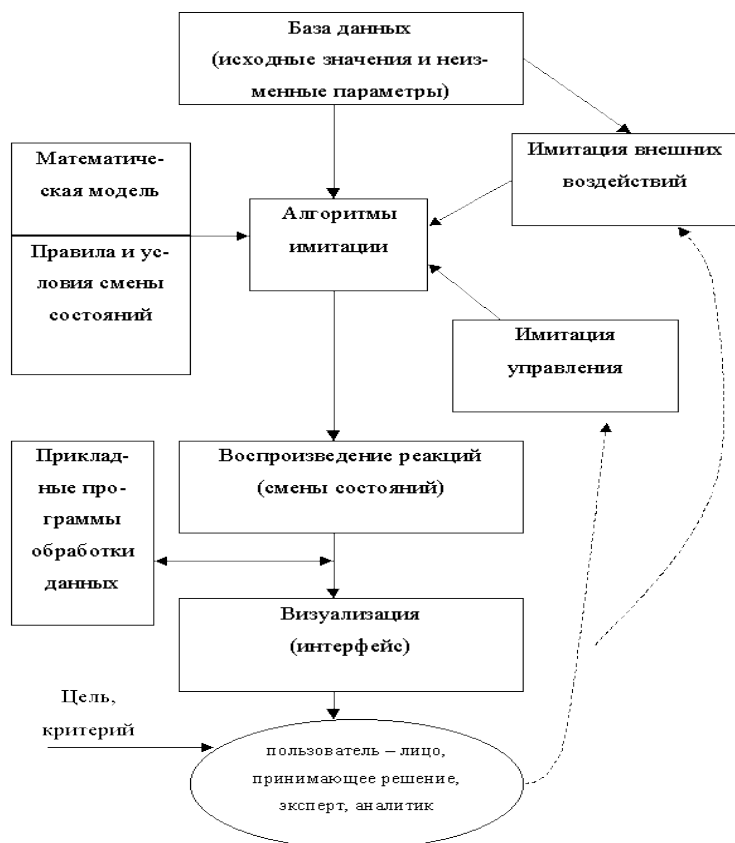 База данных
(исходные значения и неиз-
менные параметры)
Математиче-
ская модель
Правила и ус-
ловия смены
состояний
Алгоритмы
имитации
Имитация внешних
воздействий
Имитация
управления
Приклад-
ные про-
граммы
обработки
данных
Воспроизведение реакций
(смены состояний)
Визуализация
(интерфейс)
Цель,
критерий
пользователь – лицо,
принимающее решение,
эксперт, аналитик